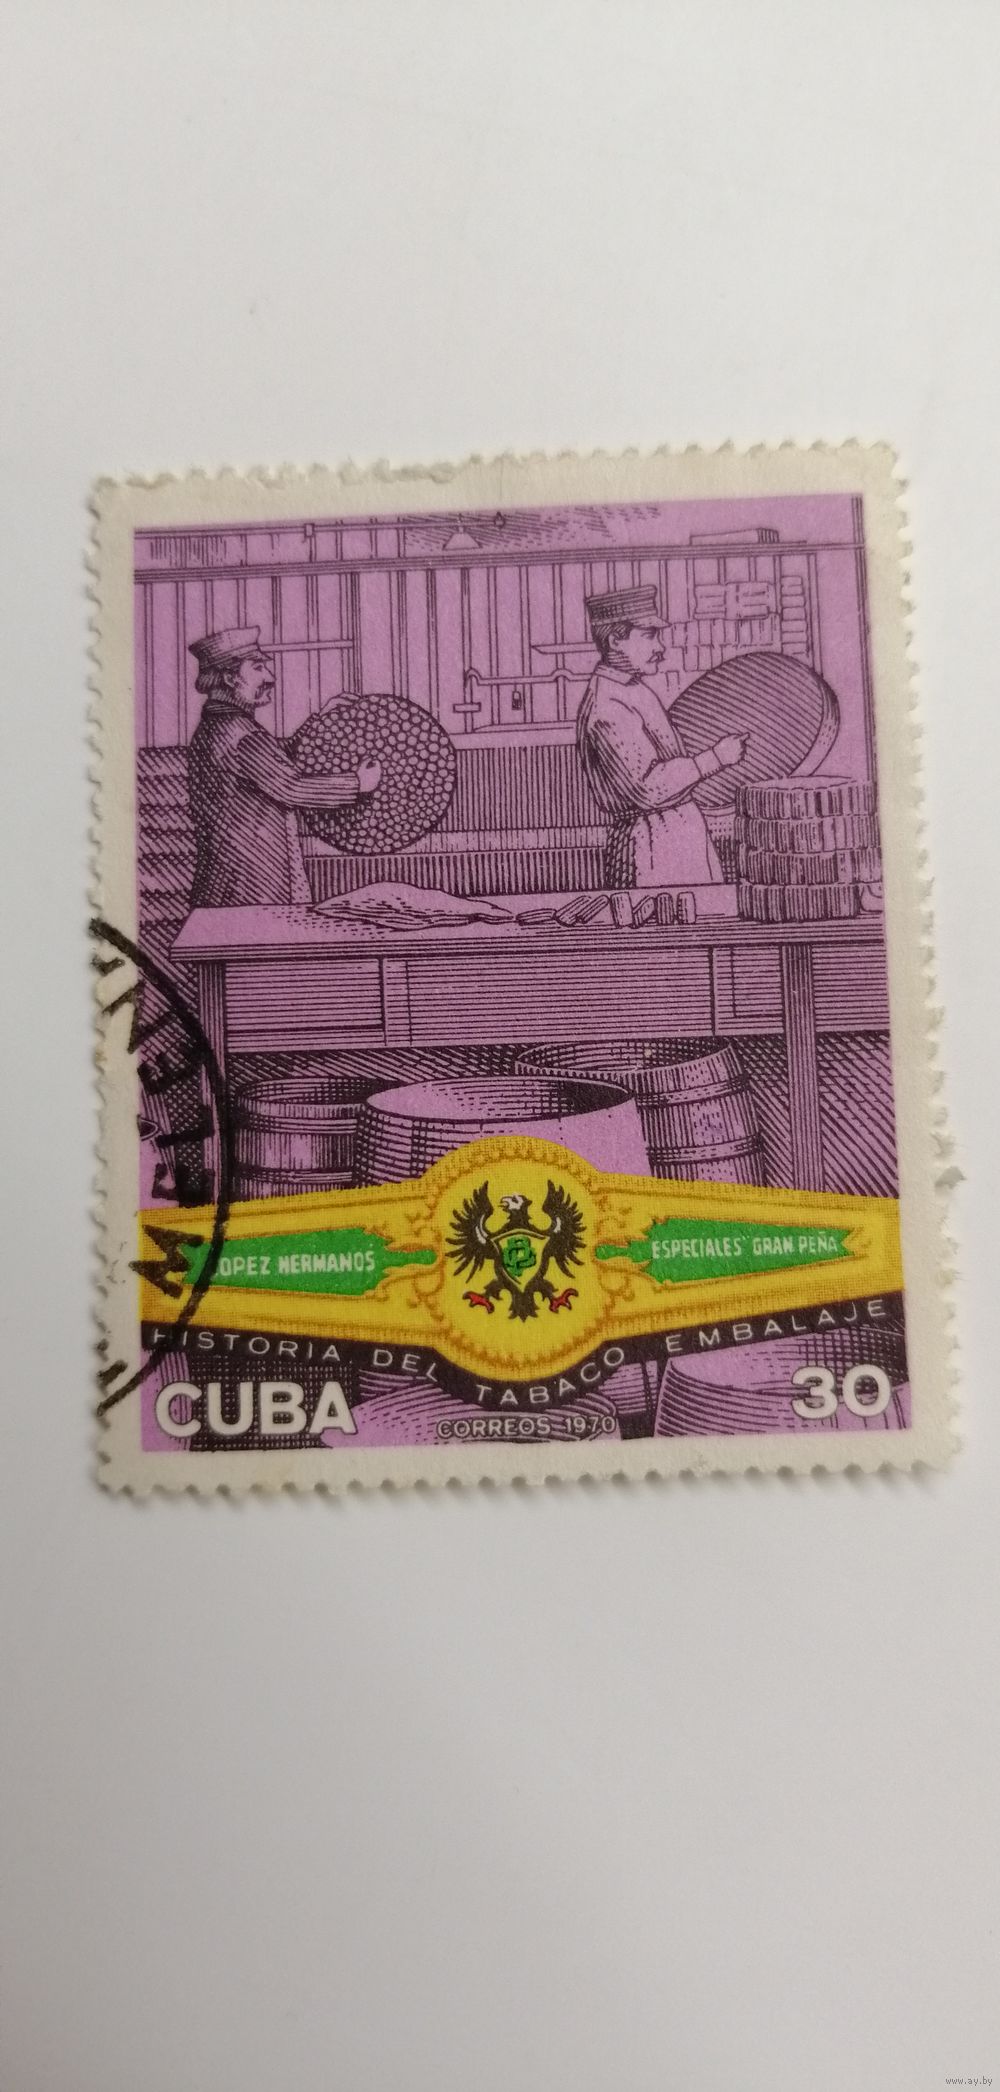 LOPEZ HERMANOS
ESPECIALES" GRAN PEÑA
HISTORIA DEL TABACO EMBALAJE
CUBA
CORREOS-1970
30
www.ay.by